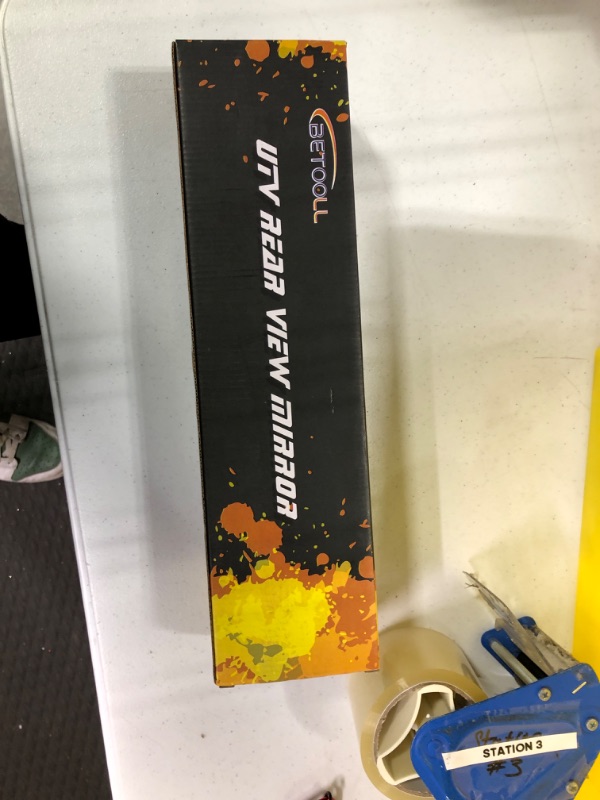 BETOOLL
UTV REAR VIEW MIRROR
STATION 3
#3